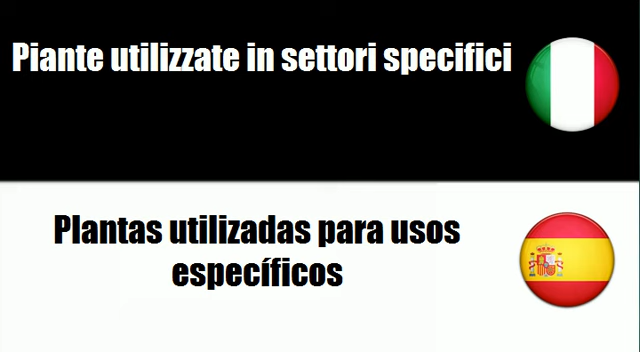 Piante utilizzate in settori specifici
Plantas utilizadas para usos
específicos